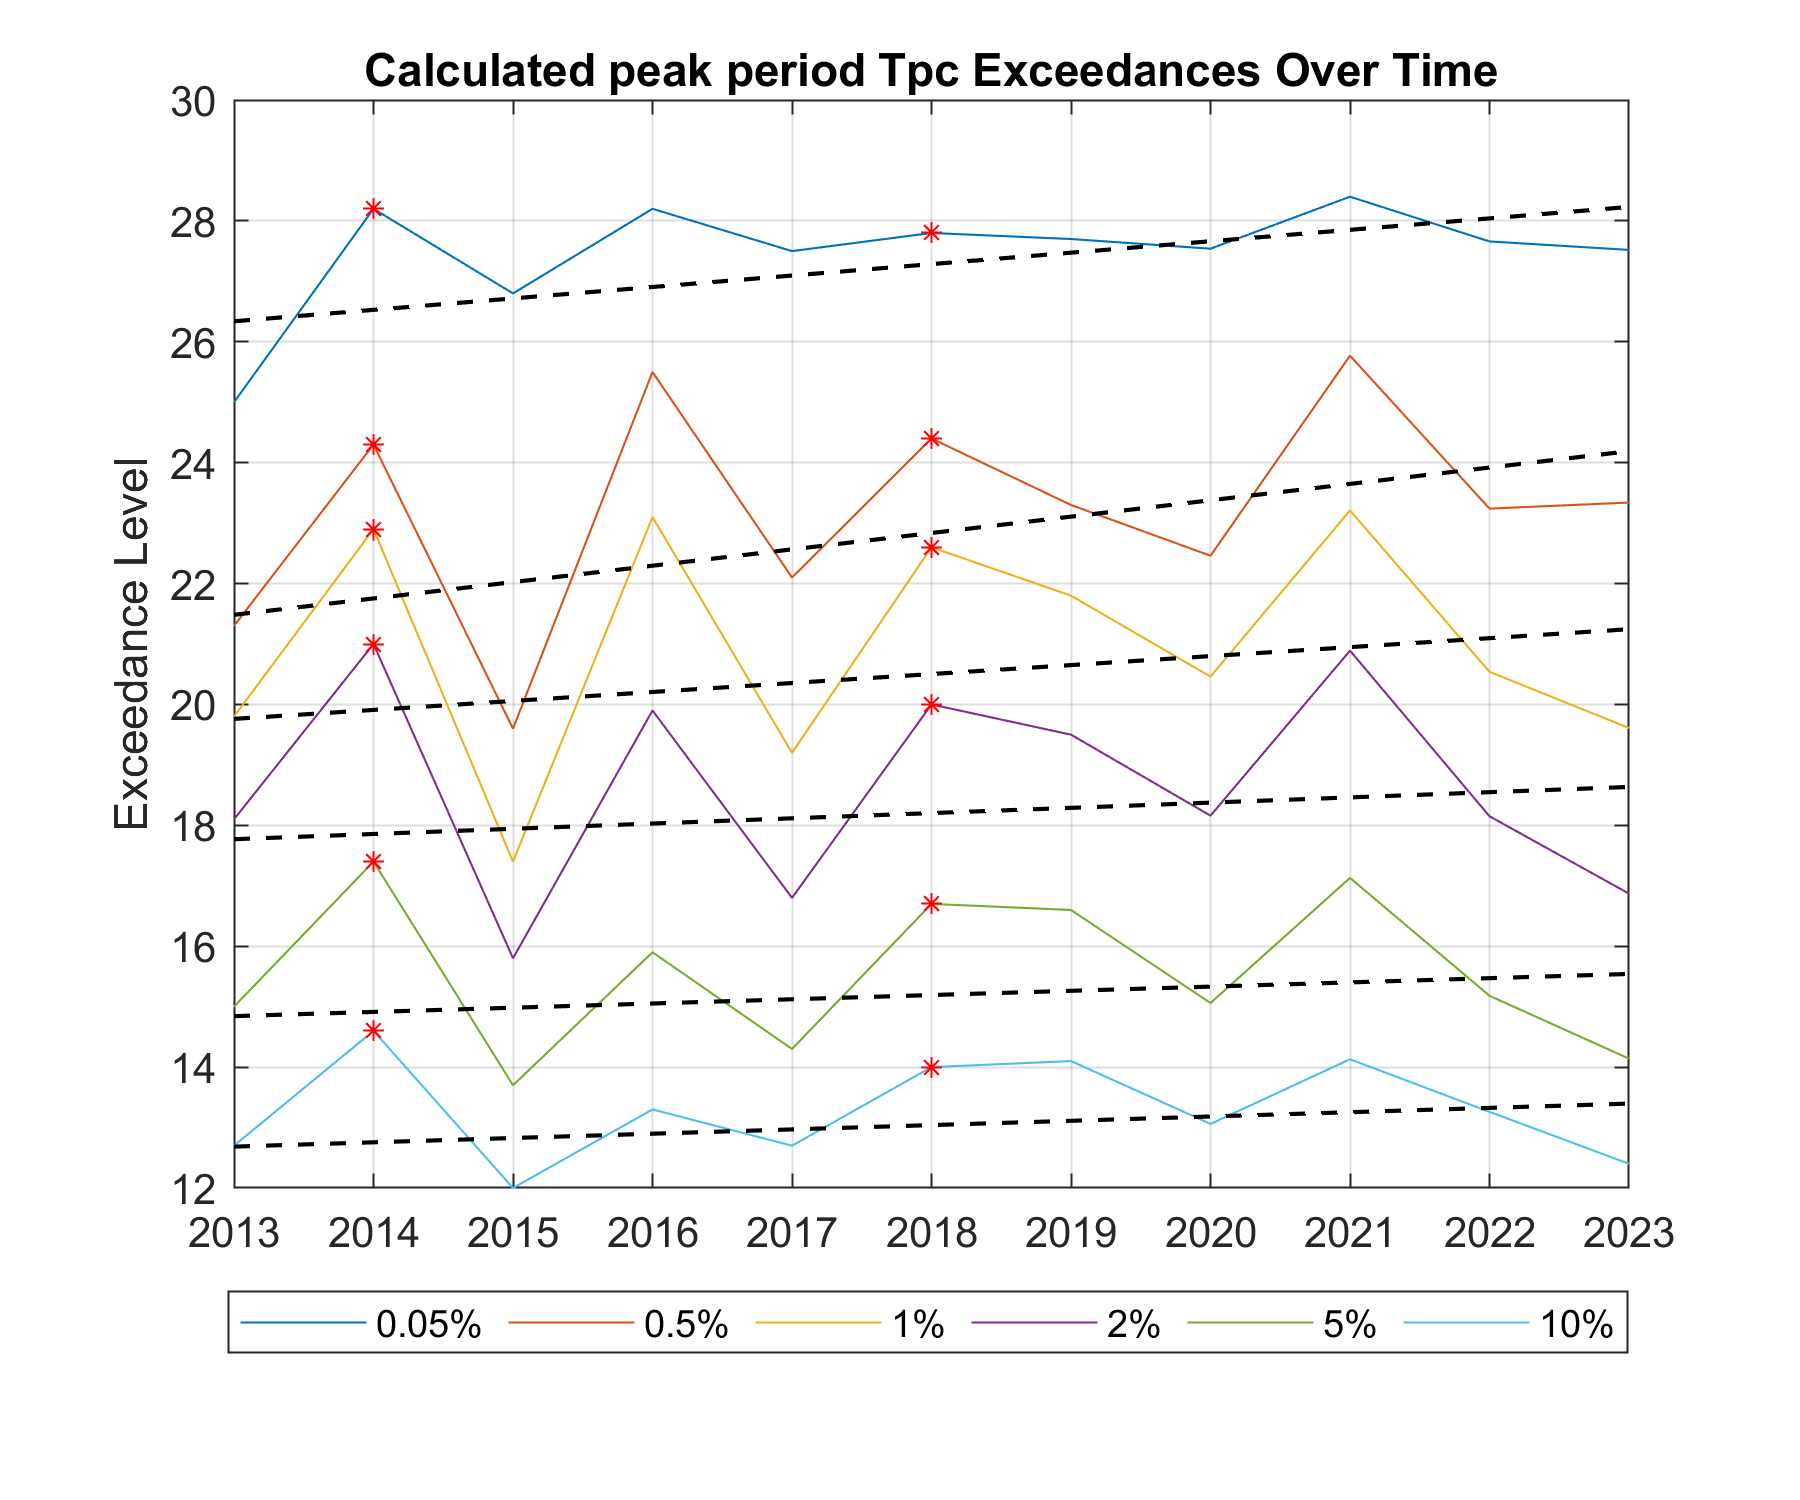 Calculated peak period Tpc Exceedances Over Time
30
28
26
24
22
20
18
16
14
12
Exceedance Level
2013 2014 2015 2016 2017 2018 2019 2020 2021 2022 2023
0.05% 0.5% 1% 2% 5% 10%